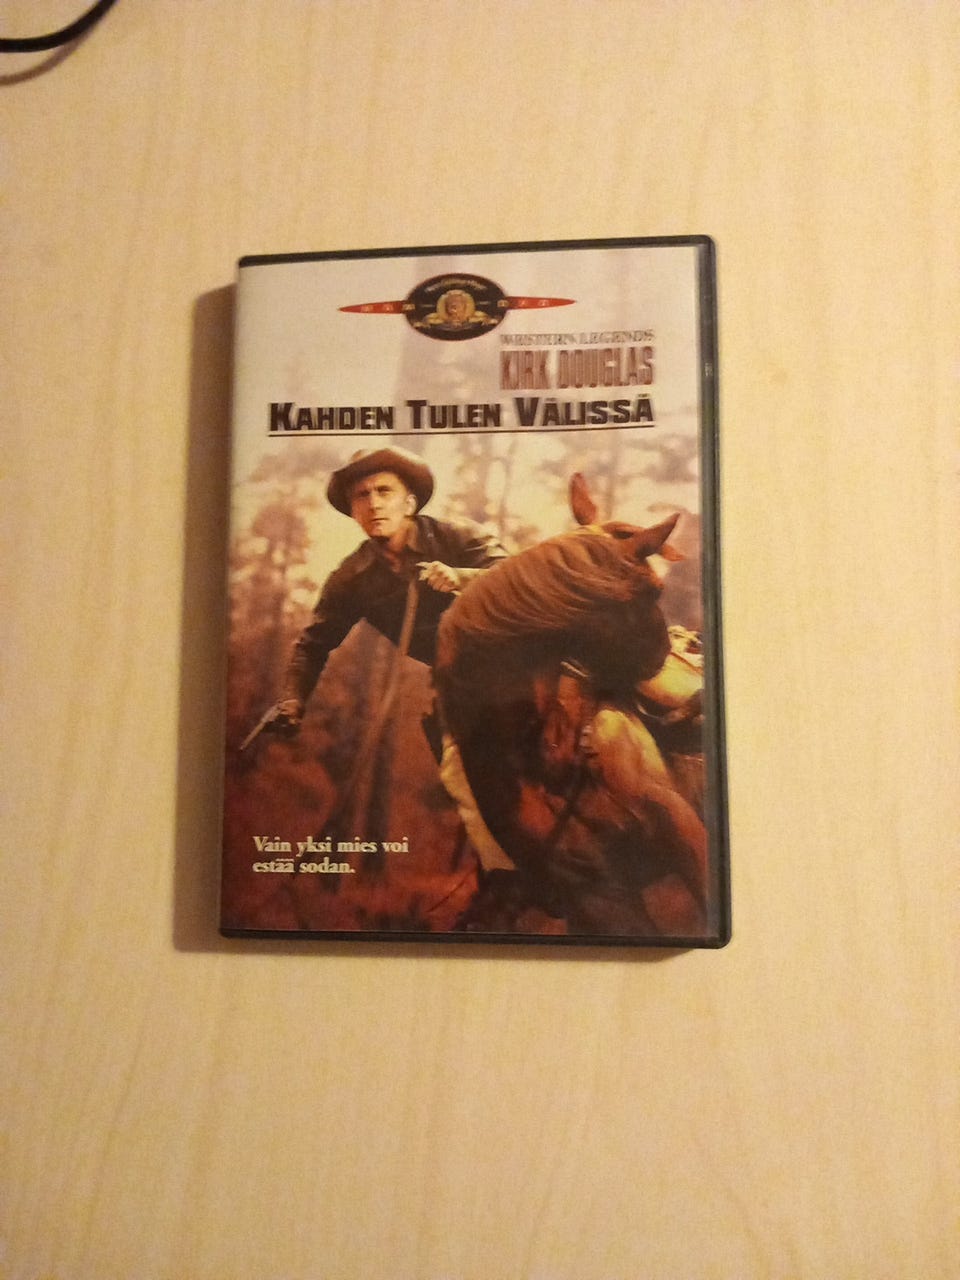 WESTERN LEGENDS
KIRK DOUGLAS
KAHDEN TULEN VÄLISSÄ
Vain yksi mies voi
estää sodan.